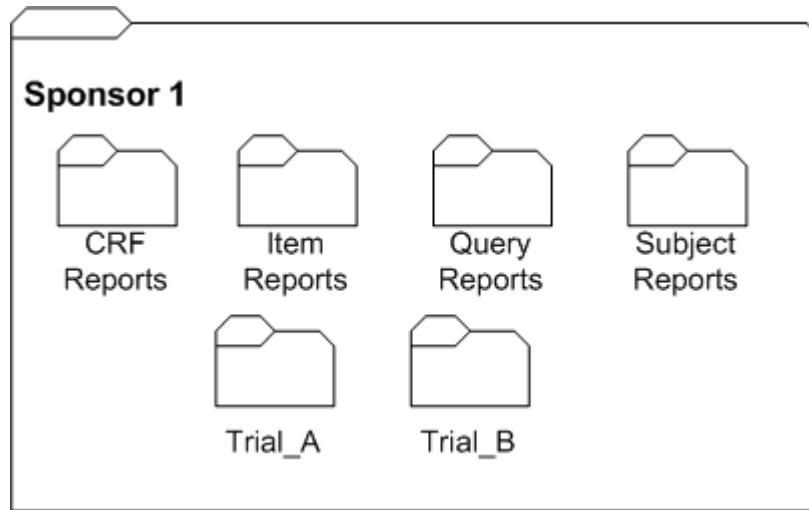 Sponsor 1
CRF
Reports
Item
Reports
Query
Reports
Subject
Reports
Trial_A
Trial_B